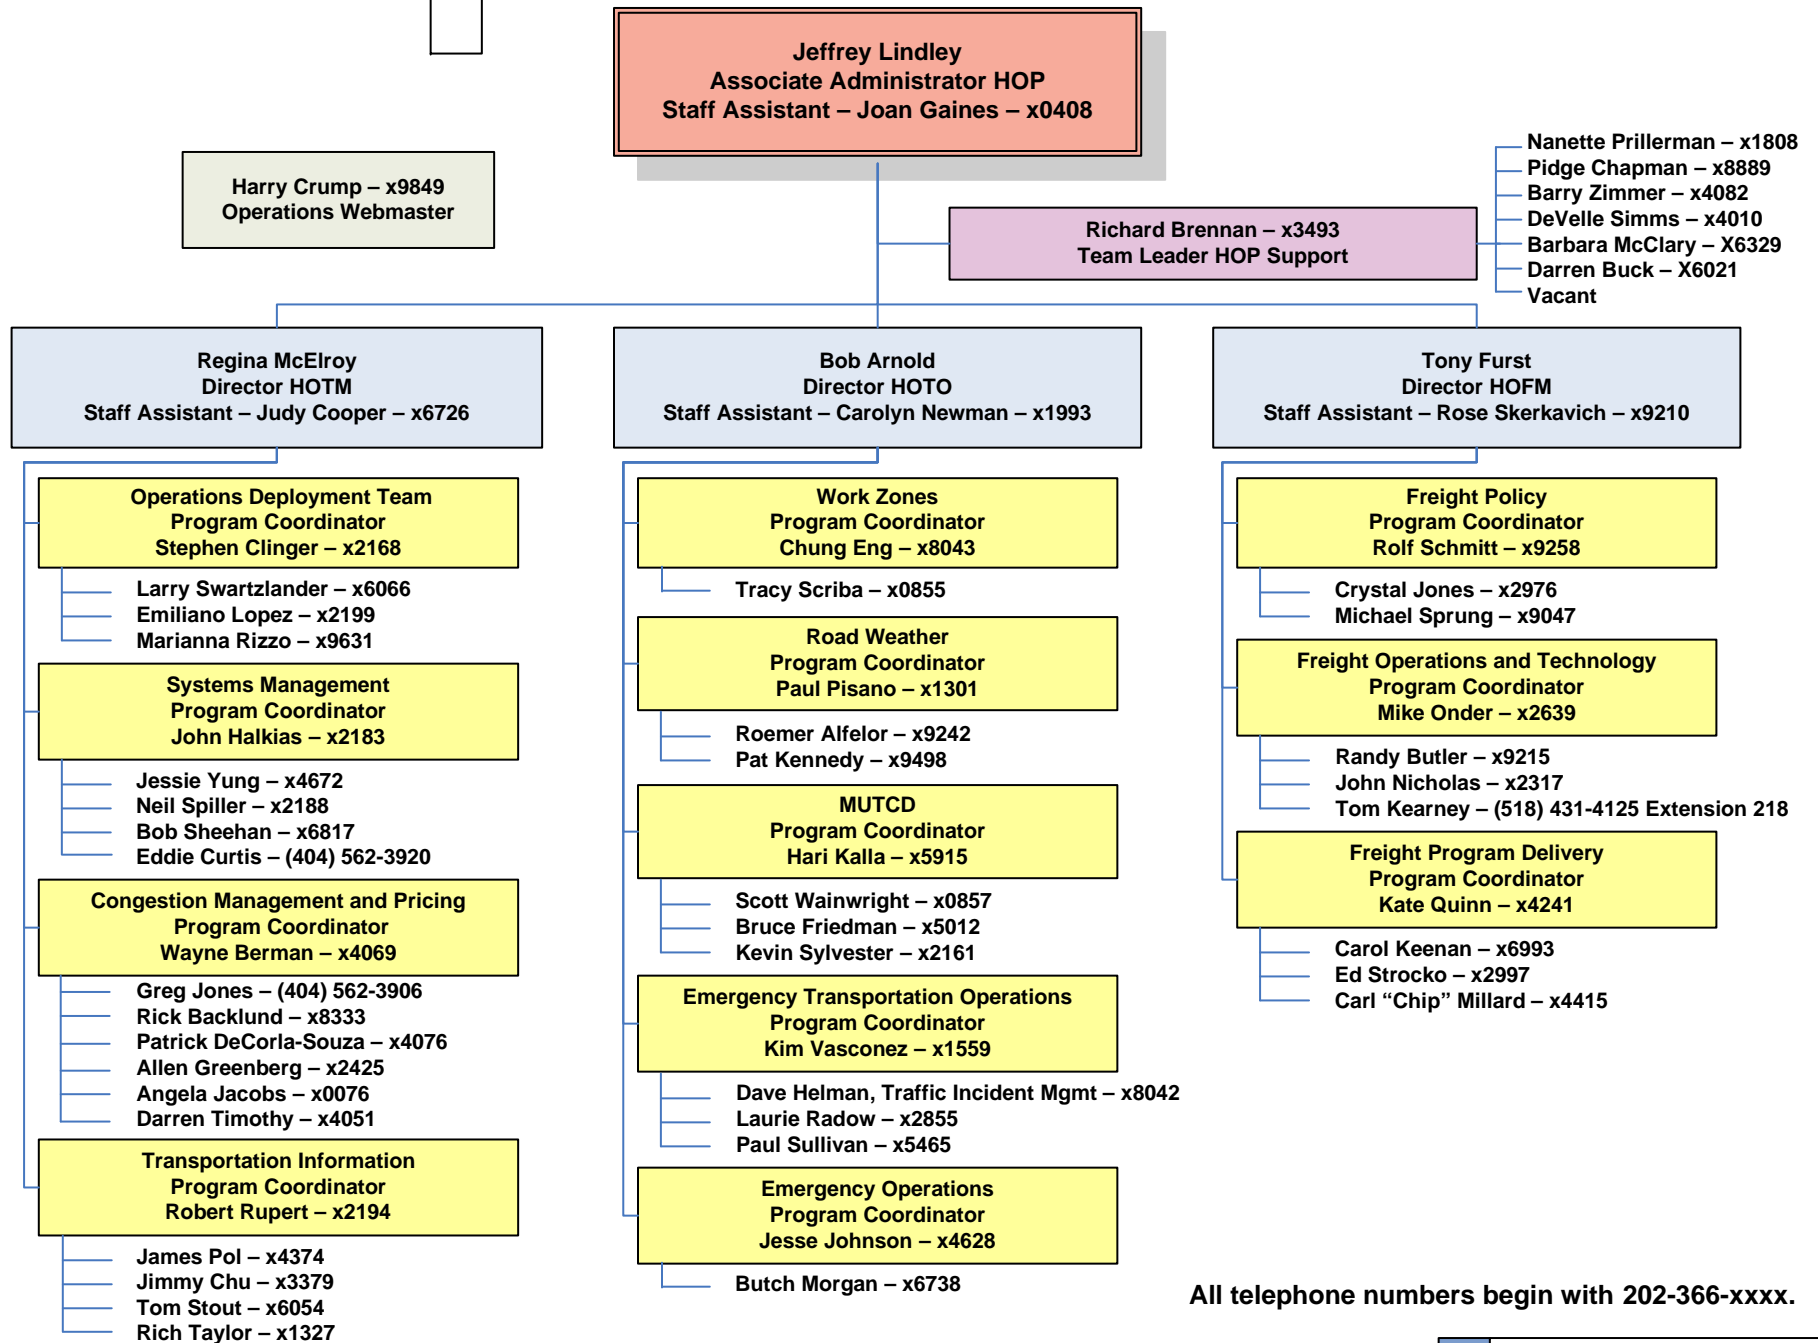 Jeffrey Lindley
Associate Administrator HOP
Staff Assistant – Joan Gaines – x0408
Harry Crump – x9849
Operations Webmaster
Richard Brennan – x3493
Team Leader HOP Support
Nanette Prillerman – x1808
Pidge Chapman – x8889
Barry Zimmer – x4082
DeVelle Simms – x4010
Barbara McClary – X6329
Darren Buck – X6021
Vacant
Regina McElroy
Director HOTM
Staff Assistant – Judy Cooper – x6726
Operations Deployment Team
Program Coordinator
Stephen Clinger – x2168
Larry Swartzlander – x6066
Emiliano Lopez – x2199
Marianna Rizzo – x9631
Systems Management
Program Coordinator
John Halkias – x2183
Jessie Yung – x4672
Neil Spiller – x2188
Bob Sheehan – x6817
Eddie Curtis – (404) 562-3920
Congestion Management and Pricing
Program Coordinator
Wayne Berman – x4069
Greg Jones – (404) 562-3906
Rick Backlund – x8333
Patrick DeCorla-Souza – x4076
Allen Greenberg – x2425
Angela Jacobs – x0076
Darren Timothy – x4051
Transportation Information
Program Coordinator
Robert Rupert – x2194
James Pol – x4374
Jimmy Chu – x3379
Tom Stout – x6054
Rich Taylor – x1327
Bob Arnold
Director HOTO
Staff Assistant – Carolyn Newman – x1993
Work Zones
Program Coordinator
Chung Eng – x8043
Tracy Scriba – x0855
Road Weather
Program Coordinator
Paul Pisano – x1301
Roemer Alfelor – x9242
Pat Kennedy – x9498
MUTCD
Program Coordinator
Hari Kalla – x5915
Scott Wainwright – x0857
Bruce Friedman – x5012
Kevin Sylvester – x2161
Emergency Transportation Operations
Program Coordinator
Kim Vasconez – x1559
Dave Helman, Traffic Incident Mgmt – x8042
Laurie Radow – x2855
Paul Sullivan – x5465
Emergency Operations
Program Coordinator
Jesse Johnson – x4628
Butch Morgan – x6738
Tony Furst
Director HOFM
Staff Assistant – Rose Skerkavich – x9210
Freight Policy
Program Coordinator
Rolf Schmitt – x9258
Crystal Jones – x2976
Michael Sprung – x9047
Freight Operations and Technology
Program Coordinator
Mike Onder – x2639
Randy Butler – x9215
John Nicholas – x2317
Tom Kearney – (518) 431-4125 Extension 218
Freight Program Delivery
Program Coordinator
Kate Quinn – x4241
Carol Keenan – x6993
Ed Strocko – x2997
Carl “Chip” Millard – x4415
All telephone numbers begin with 202-366-xxxx.